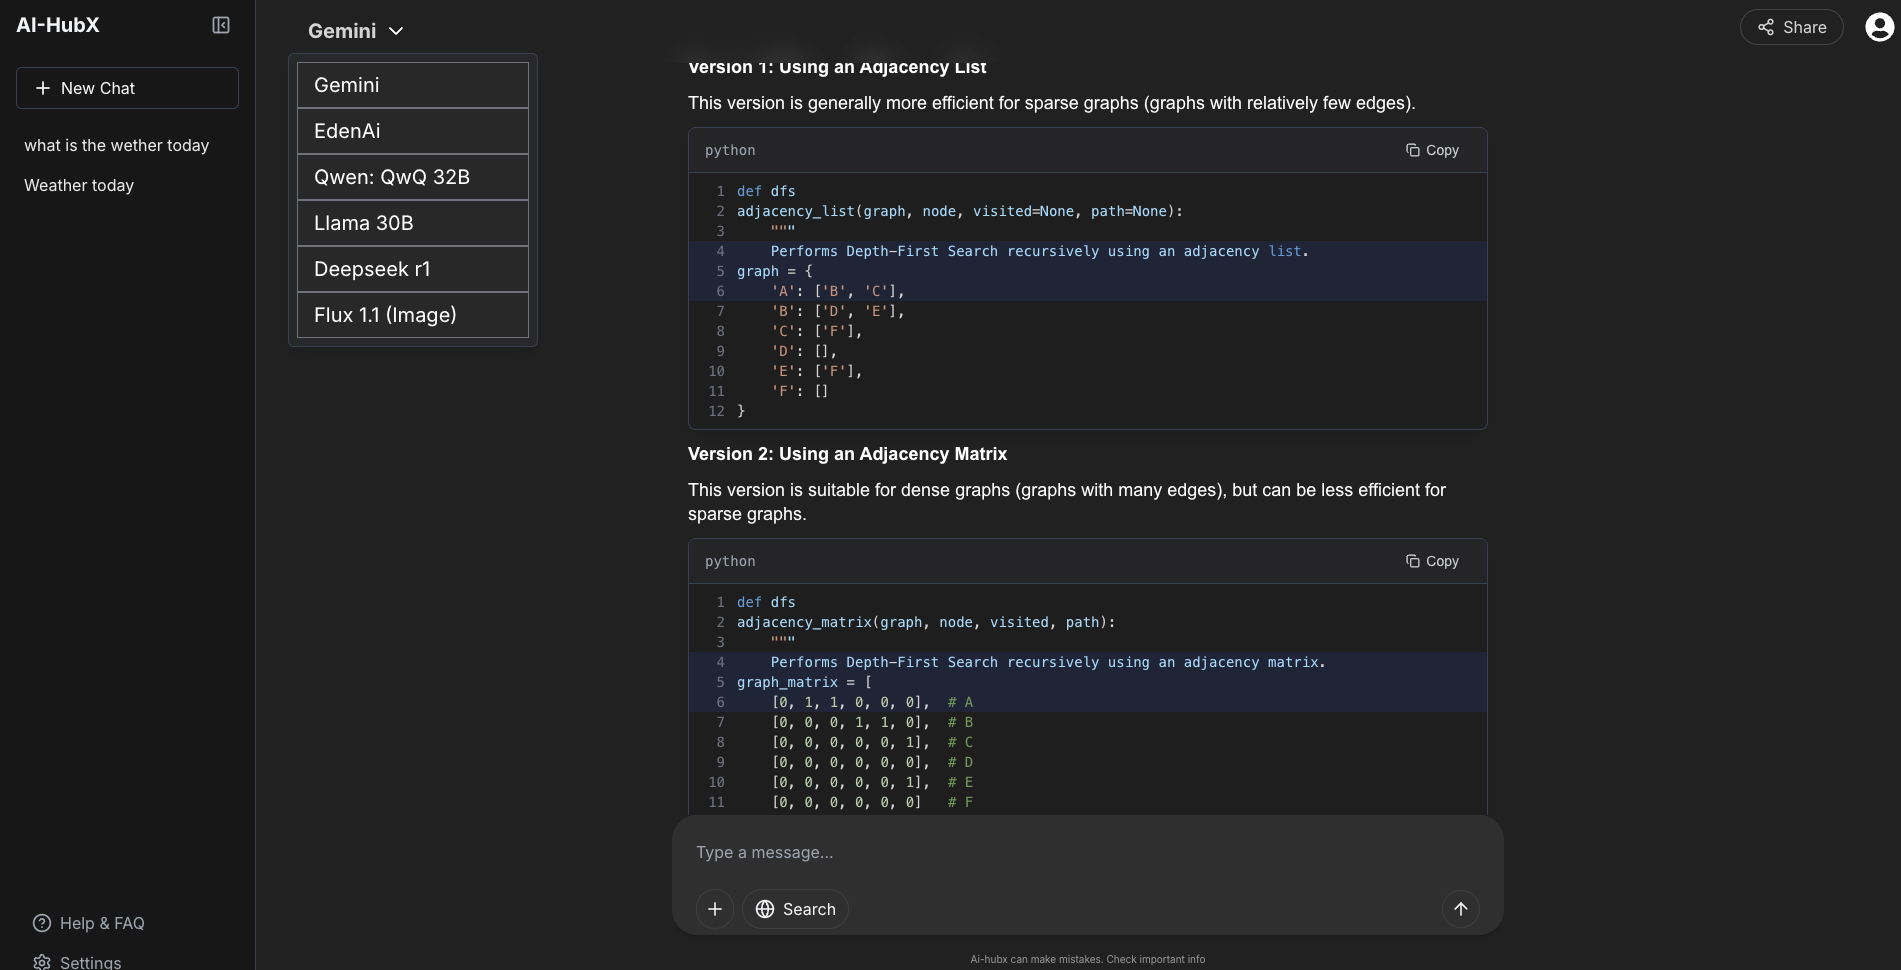 AI-HubX
New Chat
what is the wether today
Weather today
Help & FAQ
Settings
Gemini
Gemini
EdenAi
Qwen: QwQ 32B
Llama 30B
Deepseek r1
Flux 1.1 (Image)
Share
Version 1: Using an Adjacency List
This version is generally more efficient for sparse graphs (graphs with relatively few edges).
python
Copy
1 def dfs
2 adjacency_list(graph, node, visited=None, path=None):
3     """
4     Performs Depth-First Search recursively using an adjacency list.
5 graph = {
6     'A': ['B', 'C'],
7     'B': ['D', 'E'],
8     'C': ['F'],
9     'D': [],
10     'E': ['F'],
11     'F': []
12 }
Version 2: Using an Adjacency Matrix
This version is suitable for dense graphs (graphs with many edges), but can be less efficient for
sparse graphs.
python
Copy
1 def dfs
2 adjacency_matrix(graph, node, visited, path):
3     """
4     Performs Depth-First Search recursively using an adjacency matrix.
5 graph_matrix = [
6     [0, 1, 1, 0, 0, 0],  # A
7     [0, 0, 0, 1, 1, 0],  # B
8     [0, 0, 0, 0, 0, 1],  # C
9     [0, 0, 0, 0, 0, 0],  # D
10     [0, 0, 0, 0, 0, 1],  # E
11     [0, 0, 0, 0, 0, 0]   # F
Type a message...
Search
Ai-hubx can make mistakes. Check important info